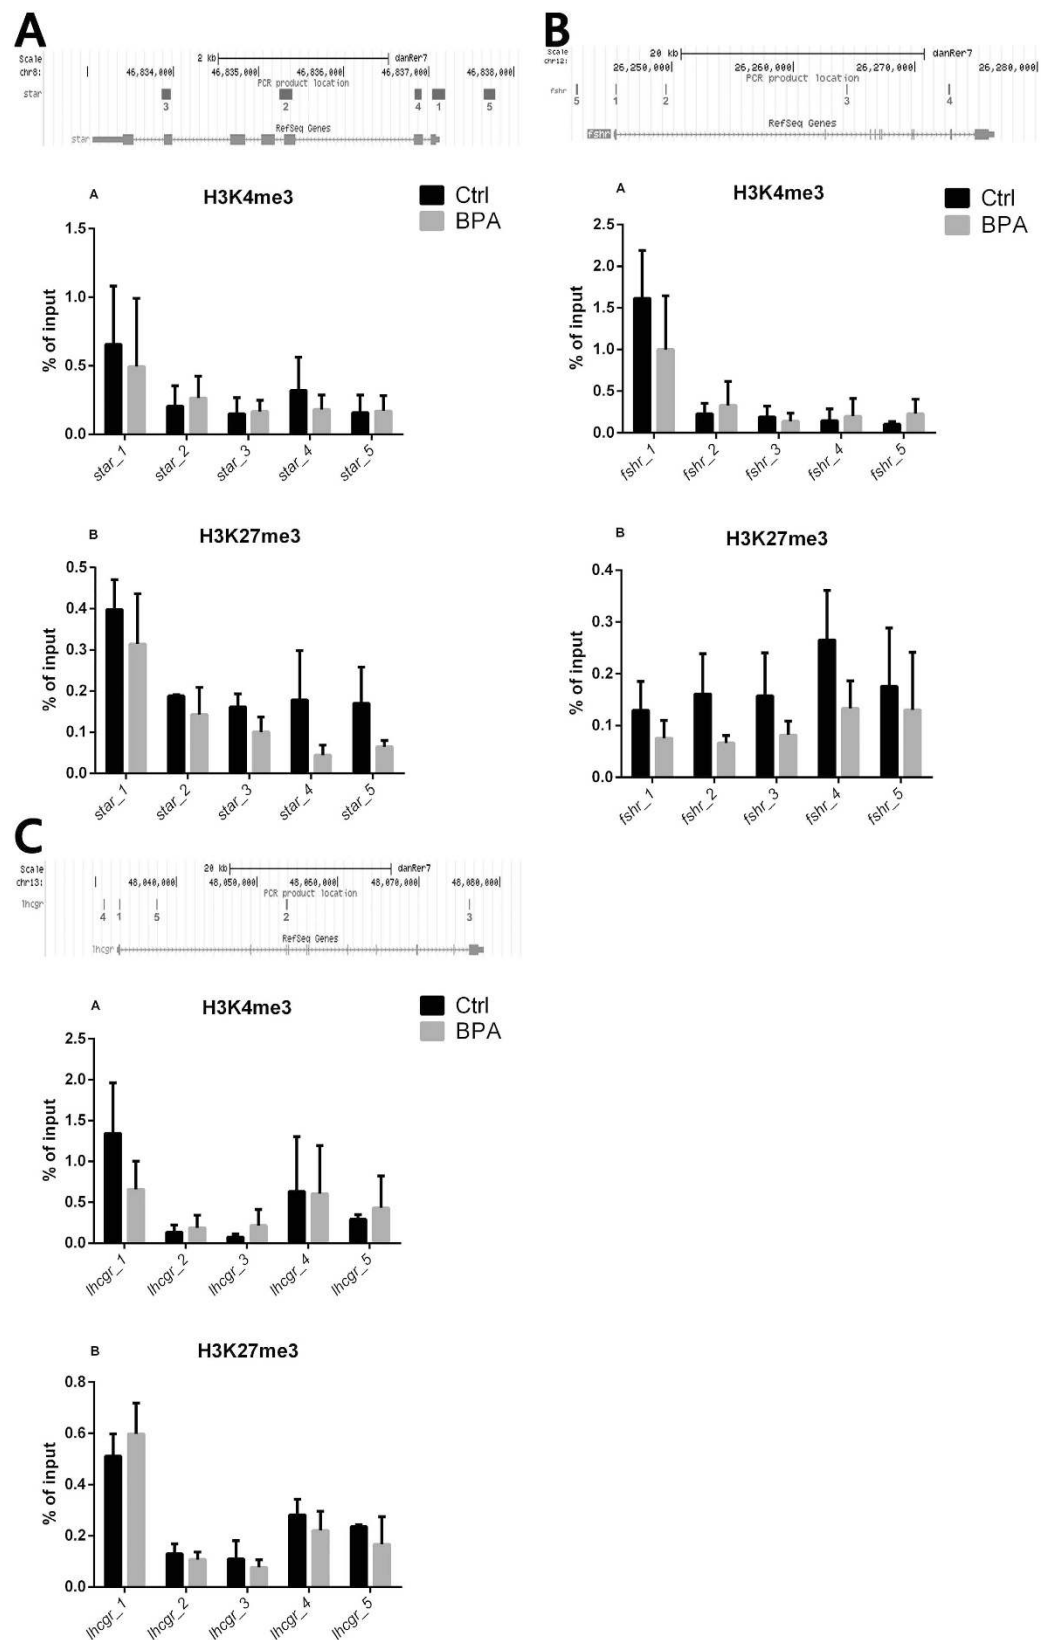 A
Scale 2 kb danRer7
chr8: 46,834,000 46,835,000 46,836,000 46,837,000 46,838,000
PCR product location
star
3 2 4 1 5
RefSeq Genes
star
A H3K4me3
Ctrl
BPA
% of input
1.5
1.0
0.5
0.0
star_1 star_2 star_3 star_4 star_5
B H3K27me3
% of input
0.5
0.4
0.3
0.2
0.1
0.0
star_1 star_2 star_3 star_4 star_5
B
Scale 20 kb danRer7
chr12: 26,250,000 26,260,000 26,270,000 26,280,000
PCR product location
fshr
5 1 2 3 4
RefSeq Genes
fshr
A H3K4me3
Ctrl
BPA
% of input
2.5
2.0
1.5
1.0
0.5
0.0
fshr_1 fshr_2 fshr_3 fshr_4 fshr_5
B H3K27me3
% of input
0.4
0.3
0.2
0.1
0.0
fshr_1 fshr_2 fshr_3 fshr_4 fshr_5
C
Scale 20 kb danRer7
chr13: 48,040,000 48,050,000 48,060,000 48,070,000 48,080,000
PCR product location
lhcgr
4 1 5 2 3
RefSeq Genes
lhcgr
A H3K4me3
Ctrl
BPA
% of input
2.5
2.0
1.5
1.0
0.5
0.0
lhcgr_1 lhcgr_2 lhcgr_3 lhcgr_4 lhcgr_5
B H3K27me3
% of input
0.8
0.6
0.4
0.2
0.0
lhcgr_1 lhcgr_2 lhcgr_3 lhcgr_4 lhcgr_5